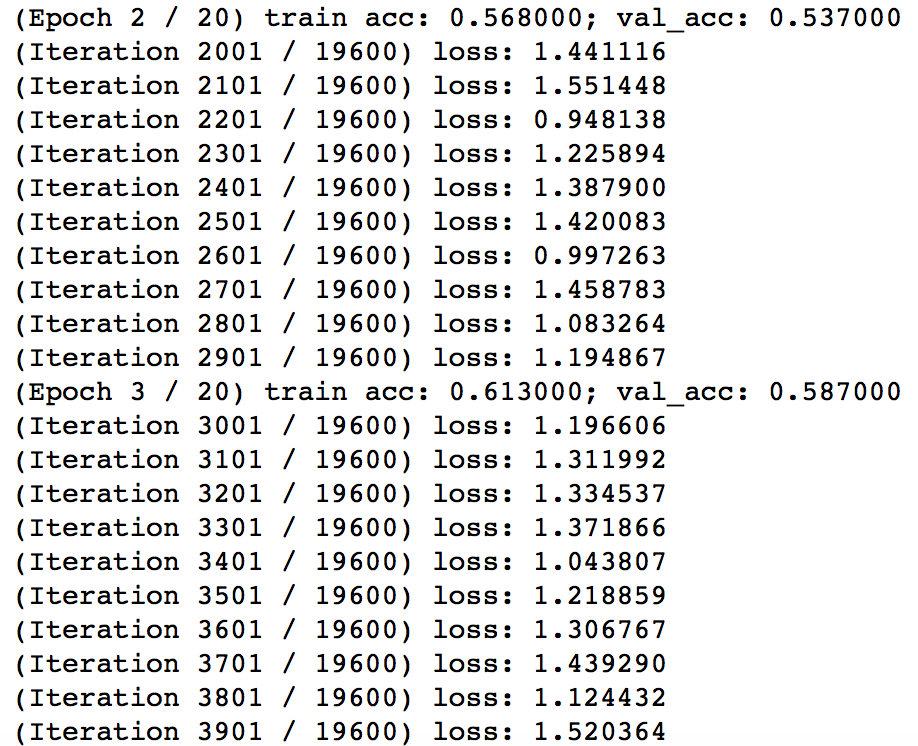 (Epoch 2 / 20) train acc: 0.568000; val_acc: 0.537000
(Iteration 2001 / 19600) loss: 1.441116
(Iteration 2101 / 19600) loss: 1.551448
(Iteration 2201 / 19600) loss: 0.948138
(Iteration 2301 / 19600) loss: 1.225894
(Iteration 2401 / 19600) loss: 1.387900
(Iteration 2501 / 19600) loss: 1.420083
(Iteration 2601 / 19600) loss: 0.997263
(Iteration 2701 / 19600) loss: 1.458783
(Iteration 2801 / 19600) loss: 1.083264
(Iteration 2901 / 19600) loss: 1.194867
(Epoch 3 / 20) train acc: 0.613000; val_acc: 0.587000
(Iteration 3001 / 19600) loss: 1.196606
(Iteration 3101 / 19600) loss: 1.311992
(Iteration 3201 / 19600) loss: 1.334537
(Iteration 3301 / 19600) loss: 1.371866
(Iteration 3401 / 19600) loss: 1.043807
(Iteration 3501 / 19600) loss: 1.218859
(Iteration 3601 / 19600) loss: 1.306767
(Iteration 3701 / 19600) loss: 1.439290
(Iteration 3801 / 19600) loss: 1.124432
(Iteration 3901 / 19600) loss: 1.520364